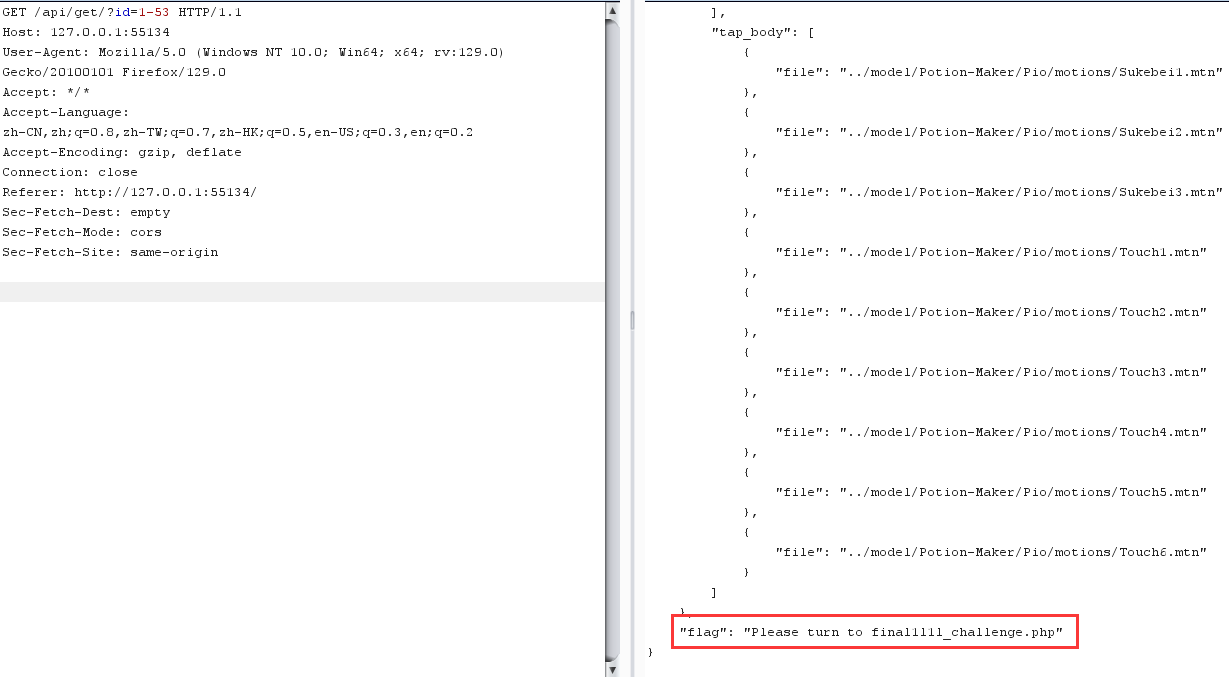 GET /api/get/?id=1-53 HTTP/1.1
Host: 127.0.0.1:55134
User-Agent: Mozilla/5.0 (Windows NT 10.0; Win64; x64; rv:129.0)
Gecko/20100101 Firefox/129.0
Accept: */*
Accept-Language:
zh-CN,zh;q=0.8,zh-TW;q=0.7,zh-HK;q=0.5,en-US;q=0.3,en;q=0.2
Accept-Encoding: gzip, deflate
Connection: close
Referer: http://127.0.0.1:55134/
Sec-Fetch-Dest: empty
Sec-Fetch-Mode: cors
Sec-Fetch-Site: same-origin
],
"tap_body": [
{
"file": "../model/Potion-Maker/Pio/motions/Sukebei1.mtn"
},
{
"file": "../model/Potion-Maker/Pio/motions/Sukebei2.mtn"
},
{
"file": "../model/Potion-Maker/Pio/motions/Sukebei3.mtn"
},
{
"file": "../model/Potion-Maker/Pio/motions/Touch1.mtn"
},
{
"file": "../model/Potion-Maker/Pio/motions/Touch2.mtn"
},
{
"file": "../model/Potion-Maker/Pio/motions/Touch3.mtn"
},
{
"file": "../model/Potion-Maker/Pio/motions/Touch4.mtn"
},
{
"file": "../model/Potion-Maker/Pio/motions/Touch5.mtn"
},
{
"file": "../model/Potion-Maker/Pio/motions/Touch6.mtn"
}
]
},
"flag": "Please turn to final1l1l_challenge.php"
}